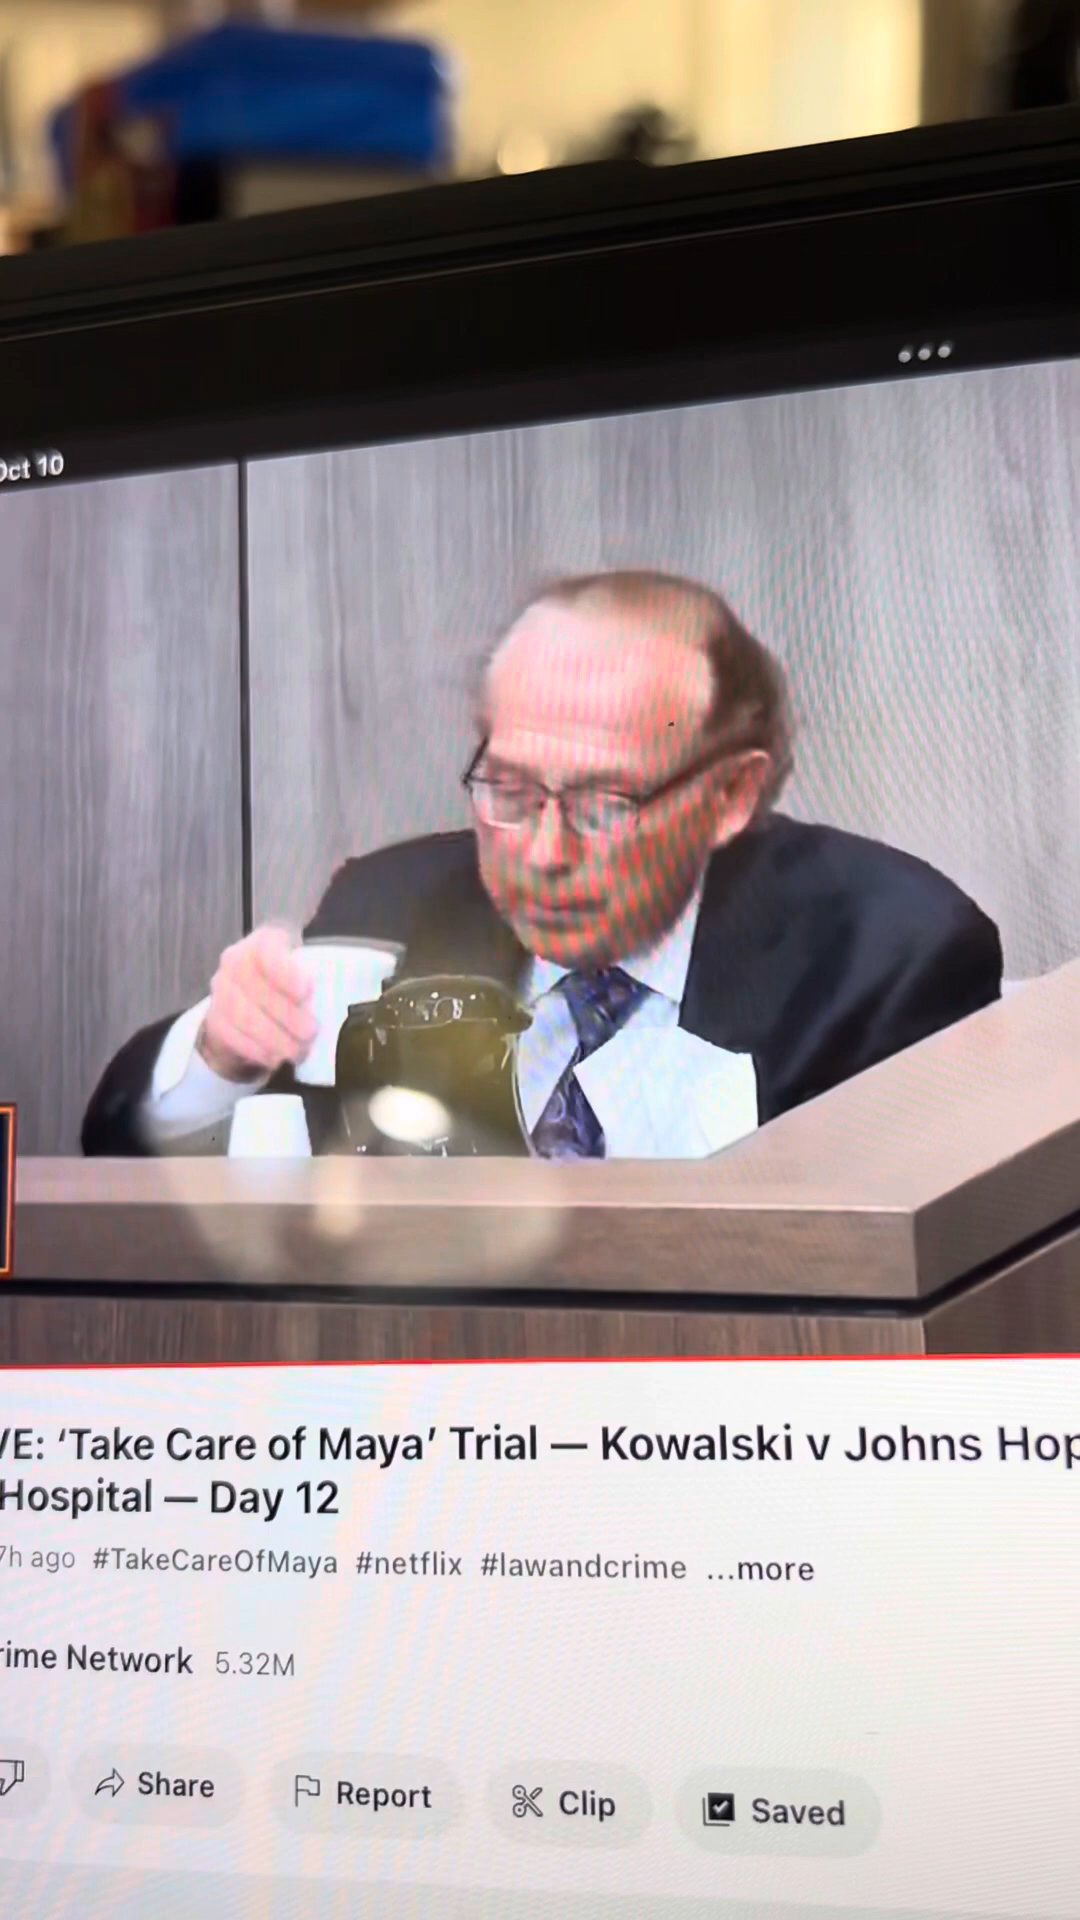 Oct 10
VE: ‘Take Care of Maya’ Trial — Kowalski v Johns Hop
Hospital — Day 12
7h ago #TakeCareOfMaya #netflix #lawandcrime ...more
rime Network 5.32M
Share Report Clip Saved